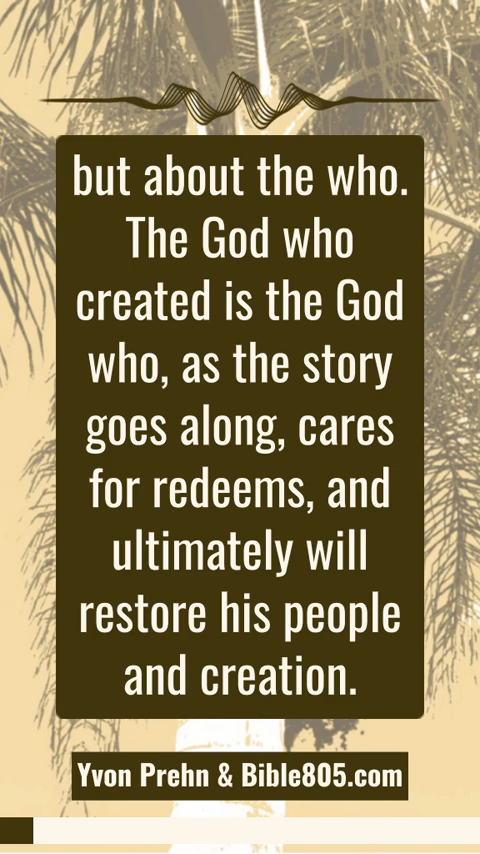 but about the who.
The God who
created is the God
who, as the story
goes along, cares
for redeems, and
ultimately will
restore his people
and creation.
Yvon Prehn & Bible805.com